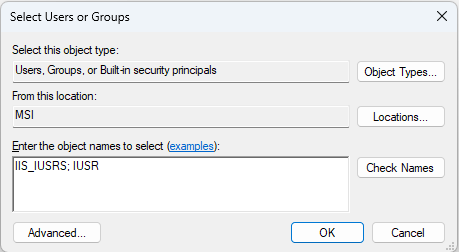 Select Users or Groups
Select this object type:
Users, Groups, or Built-in security principals
Object Types...
From this location:
MSI
Locations...
Enter the object names to select (examples):
IIS_IUSRS; IUSR
Check Names
Advanced...
OK
Cancel